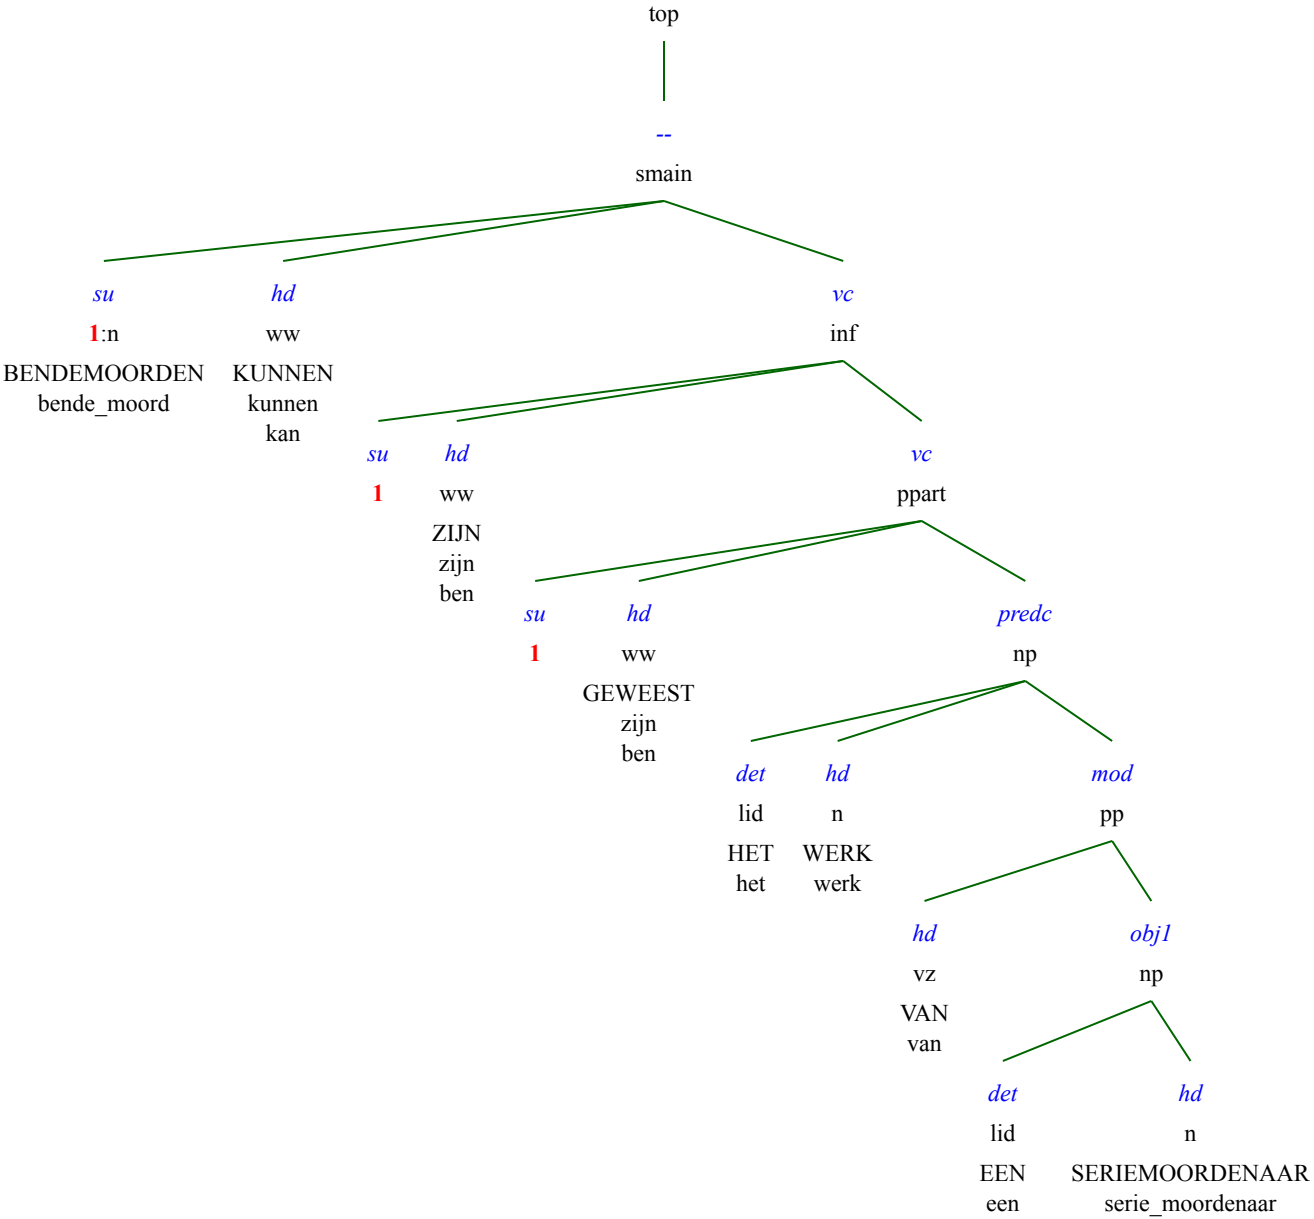 top
--
smain
su hd vc
1:n ww inf
BENDEMOORDEN KUNNEN
bende_moord kunnen
kan
su hd vc
1 ww ppart
ZIJN
zijn
ben
su hd predc
1 ww np
GEWEEST
zijn
ben
det hd mod
lid n pp
HET WERK
het werk
hd obj1
vz np
VAN
van
det hd
lid n
EEN SERIEMOORDENAAR
een serie_moordenaar